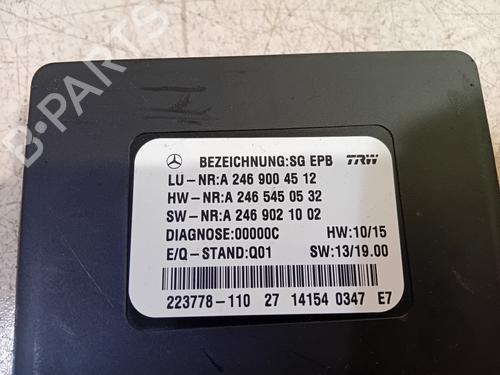 B-PARTS
BEZEICHNUNG:SG EPB TRW
LU-NR:A 246 900 45 12
HW-NR:A 246 545 05 32
SW-NR:A 246 902 10 02
DIAGNOSE:00000C HW:10/15
E/Q-STAND:Q01 SW:13/19.00
223778-110 27 14154 0347 E7